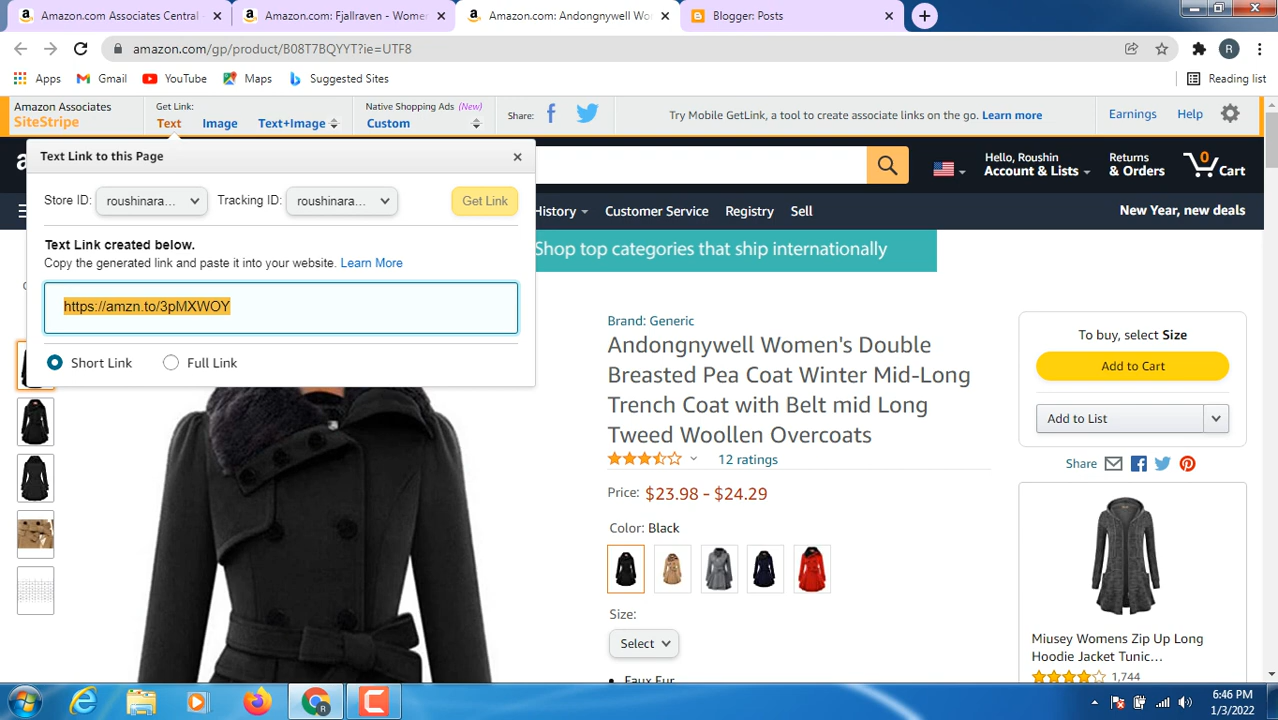 Amazon.com Associates Central -
Amazon.com: Fjallraven - Wome
Amazon.com: Andongnywell Wo
Blogger: Posts
amazon.com/gp/product/B08T7BQYYT?ie=UTF8
R
Apps
Gmail
YouTube
Maps
Suggested Sites
Reading list
Amazon Associates
SiteStripe
Get Link:
Text
Image
Text+Image
Native Shopping Ads (New)
Custom
Share:
Try Mobile GetLink, a tool to create associate links on the go. Learn more
Earnings
Help
Text Link to this Page
Store ID: roushinara...
Tracking ID: roushinara...
Get Link
Text Link created below.
Copy the generated link and paste it into your website. Learn More
https://amzn.to/3pMXWOY
Short Link
Full Link
Hello, Roushin
Account & Lists
Returns
& Orders
0
Cart
History
Customer Service
Registry
Sell
New Year, new deals
Shop top categories that ship internationally
Brand: Generic
Andongnywell Women's Double
Breasted Pea Coat Winter Mid-Long
Trench Coat with Belt mid Long
Tweed Woollen Overcoats
12 ratings
Price: $23.98 - $24.29
Color: Black
Size:
Select
Faux Fur
To buy, select Size
Add to Cart
Add to List
Share
Miusey Womens Zip Up Long
Hoodie Jacket Tunic...
1,744
R
6:46 PM
1/3/2022